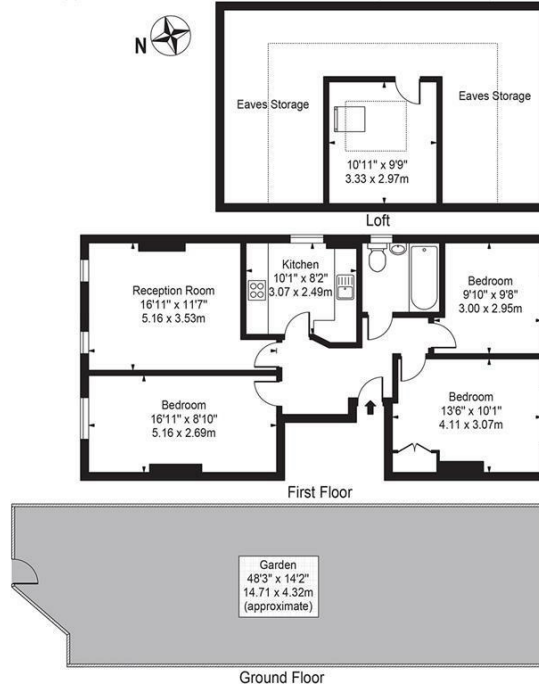 N
Eaves Storage
Eaves Storage
10'11" x 9'9"
3.33 x 2.97m
Loft
Reception Room
16'11" x 11'7"
5.16 x 3.53m
Kitchen
10'1" x 8'2"
3.07 x 2.49m
Bedroom
9'10" x 9'8"
3.00 x 2.95m
Bedroom
16'11" x 8'10"
5.16 x 2.69m
Bedroom
13'6" x 10'1"
4.11 x 3.07m
First Floor
Garden
48'3" x 14'2"
14.71 x 4.32m
(approximate)
Ground Floor